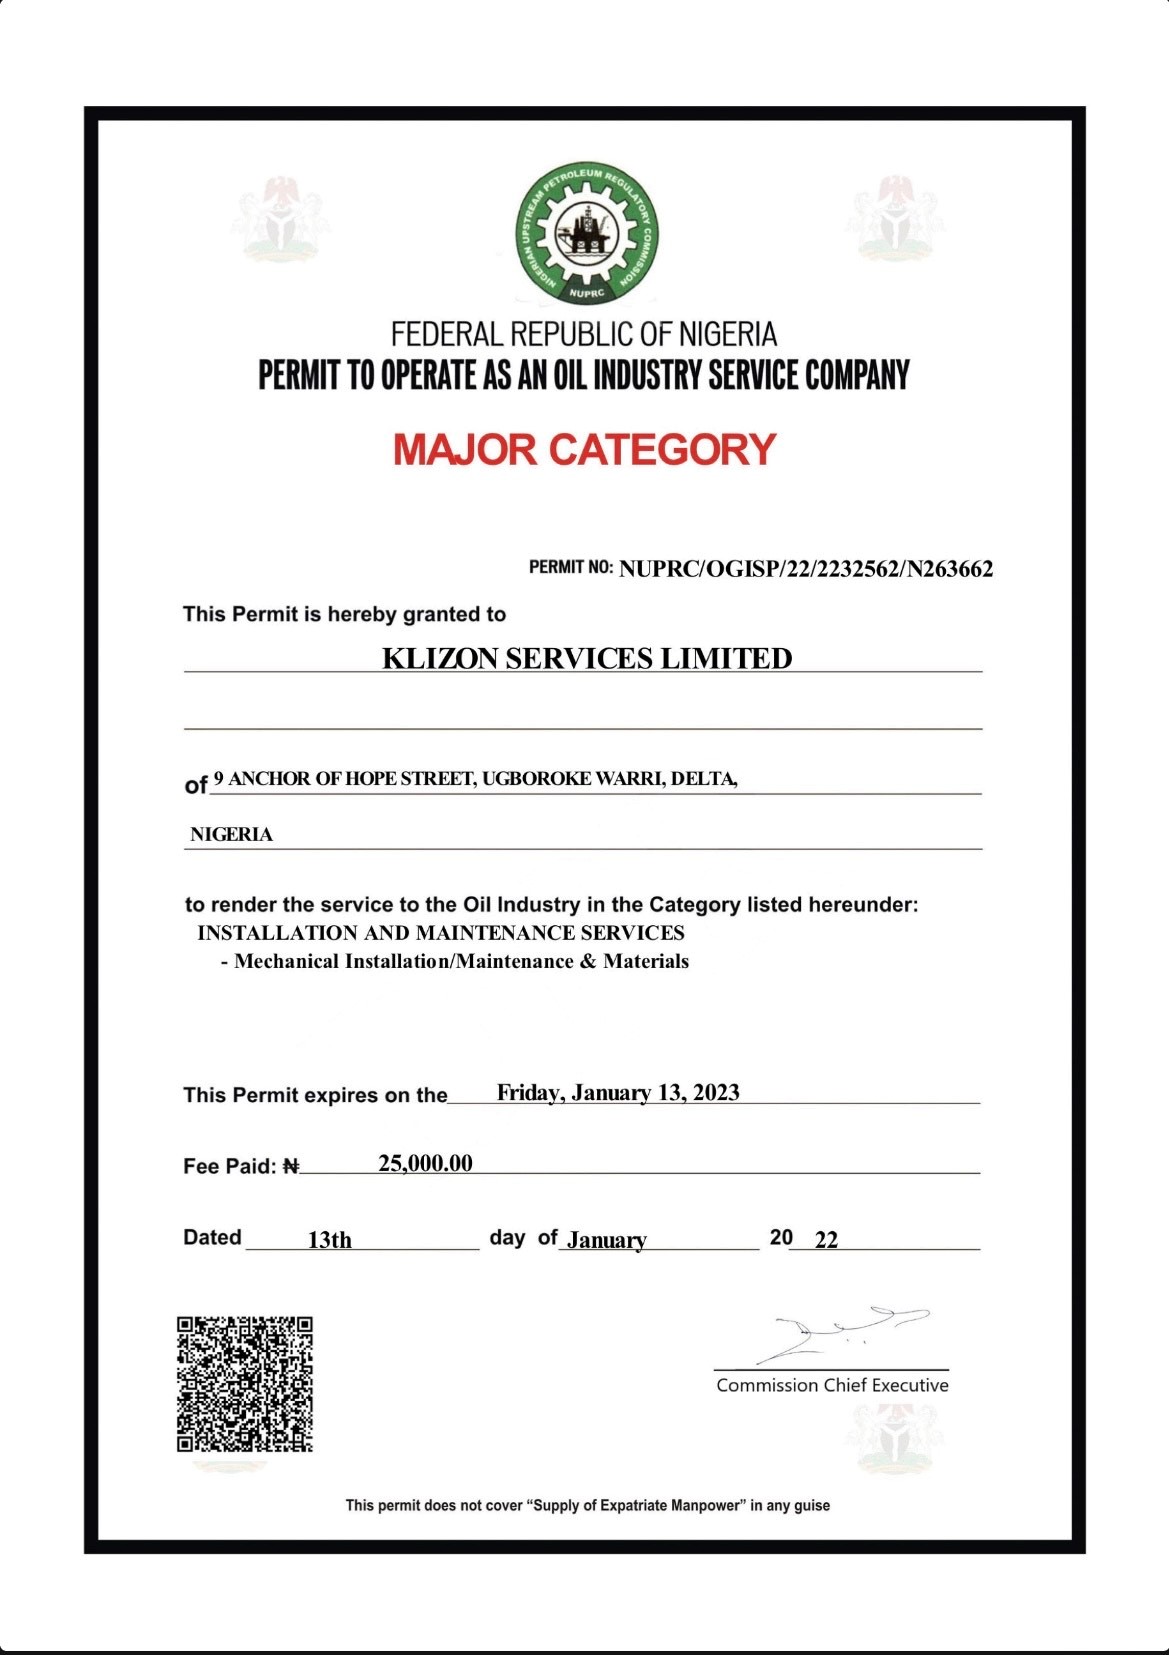 NIGERIAN UPSTREAM PETROLEUM REGULATORY COMMISSION
NUPRC
FEDERAL REPUBLIC OF NIGERIA
PERMIT TO OPERATE AS AN OIL INDUSTRY SERVICE COMPANY
MAJOR CATEGORY
PERMIT NO: NUPRC/OGISP/22/2232562/N263662
This Permit is hereby granted to
KLIZON SERVICES LIMITED
of 9 ANCHOR OF HOPE STREET, UGBOROKE WARRI, DELTA,
NIGERIA
to render the service to the Oil Industry in the Category listed hereunder:
INSTALLATION AND MAINTENANCE SERVICES
- Mechanical Installation/Maintenance & Materials
This Permit expires on the Friday, January 13, 2023
Fee Paid: ₦ 25,000.00
Dated 13th day of January 20 22
Commission Chief Executive
This permit does not cover “Supply of Expatriate Manpower” in any guise